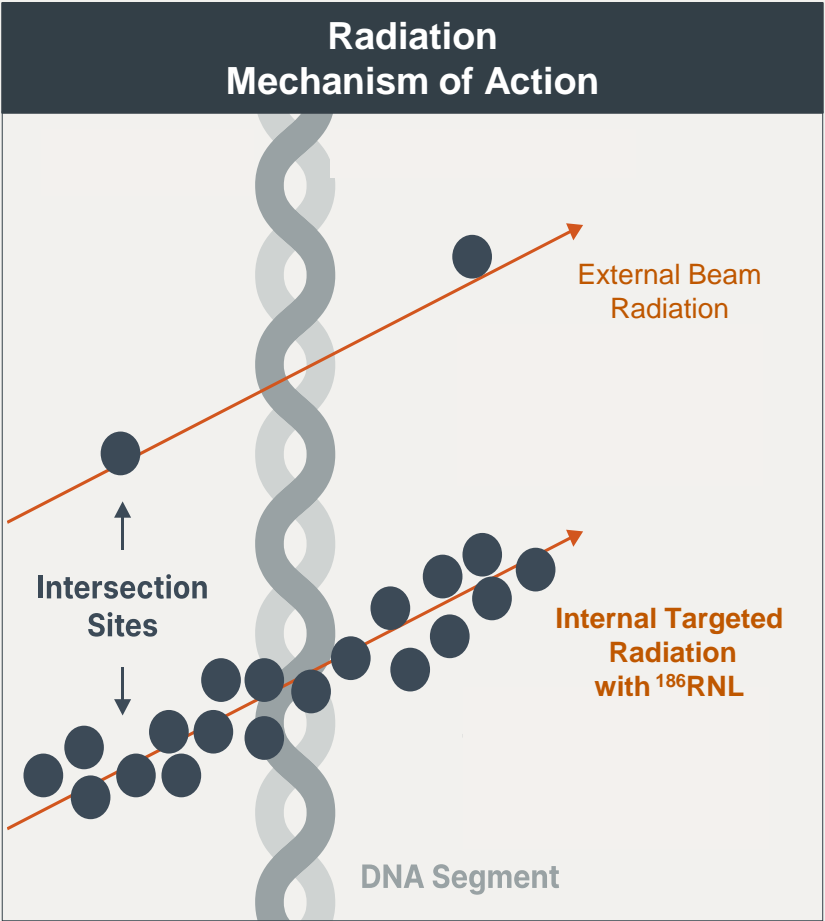 Radiation
Mechanism of Action
External Beam
Radiation
Intersection
Sites
Internal Targeted
Radiation
with ¹⁸⁶RNL
DNA Segment